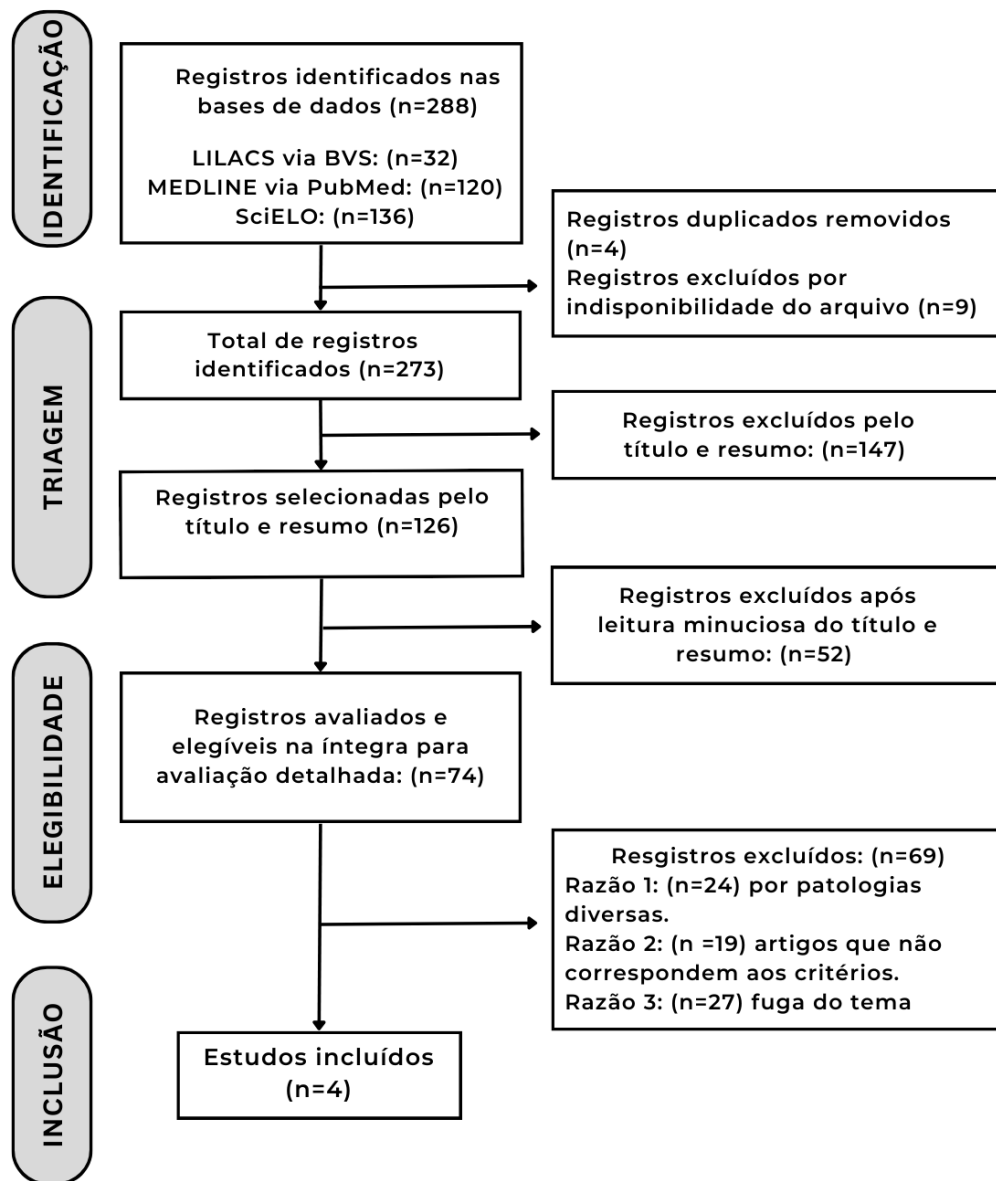 IDENTIFICAÇÃO
Registros identificados nas
bases de dados (n=288)
LILACS via BVS: (n=32)
MEDLINE via PubMed: (n=120)
SciELO: (n=136)
Registros duplicados removidos
(n=4)
Registros excluídos por
indisponibilidade do arquivo (n=9)
TRIAGEM
Total de registros
identificados (n=273)
Registros excluídos pelo
título e resumo: (n=147)
Registros selecionadas pelo
título e resumo (n=126)
Registros excluídos após
leitura minuciosa do título e
resumo: (n=52)
ELEGIBILIDADE
Registros avaliados e
elegíveis na íntegra para
avaliação detalhada: (n=74)
Resgistros excluídos: (n=69)
Razão 1: (n=24) por patologias
diversas.
Razão 2: (n =19) artigos que não
correspondem aos critérios.
Razão 3: (n=27) fuga do tema
INCLUSÃO
Estudos incluídos
(n=4)